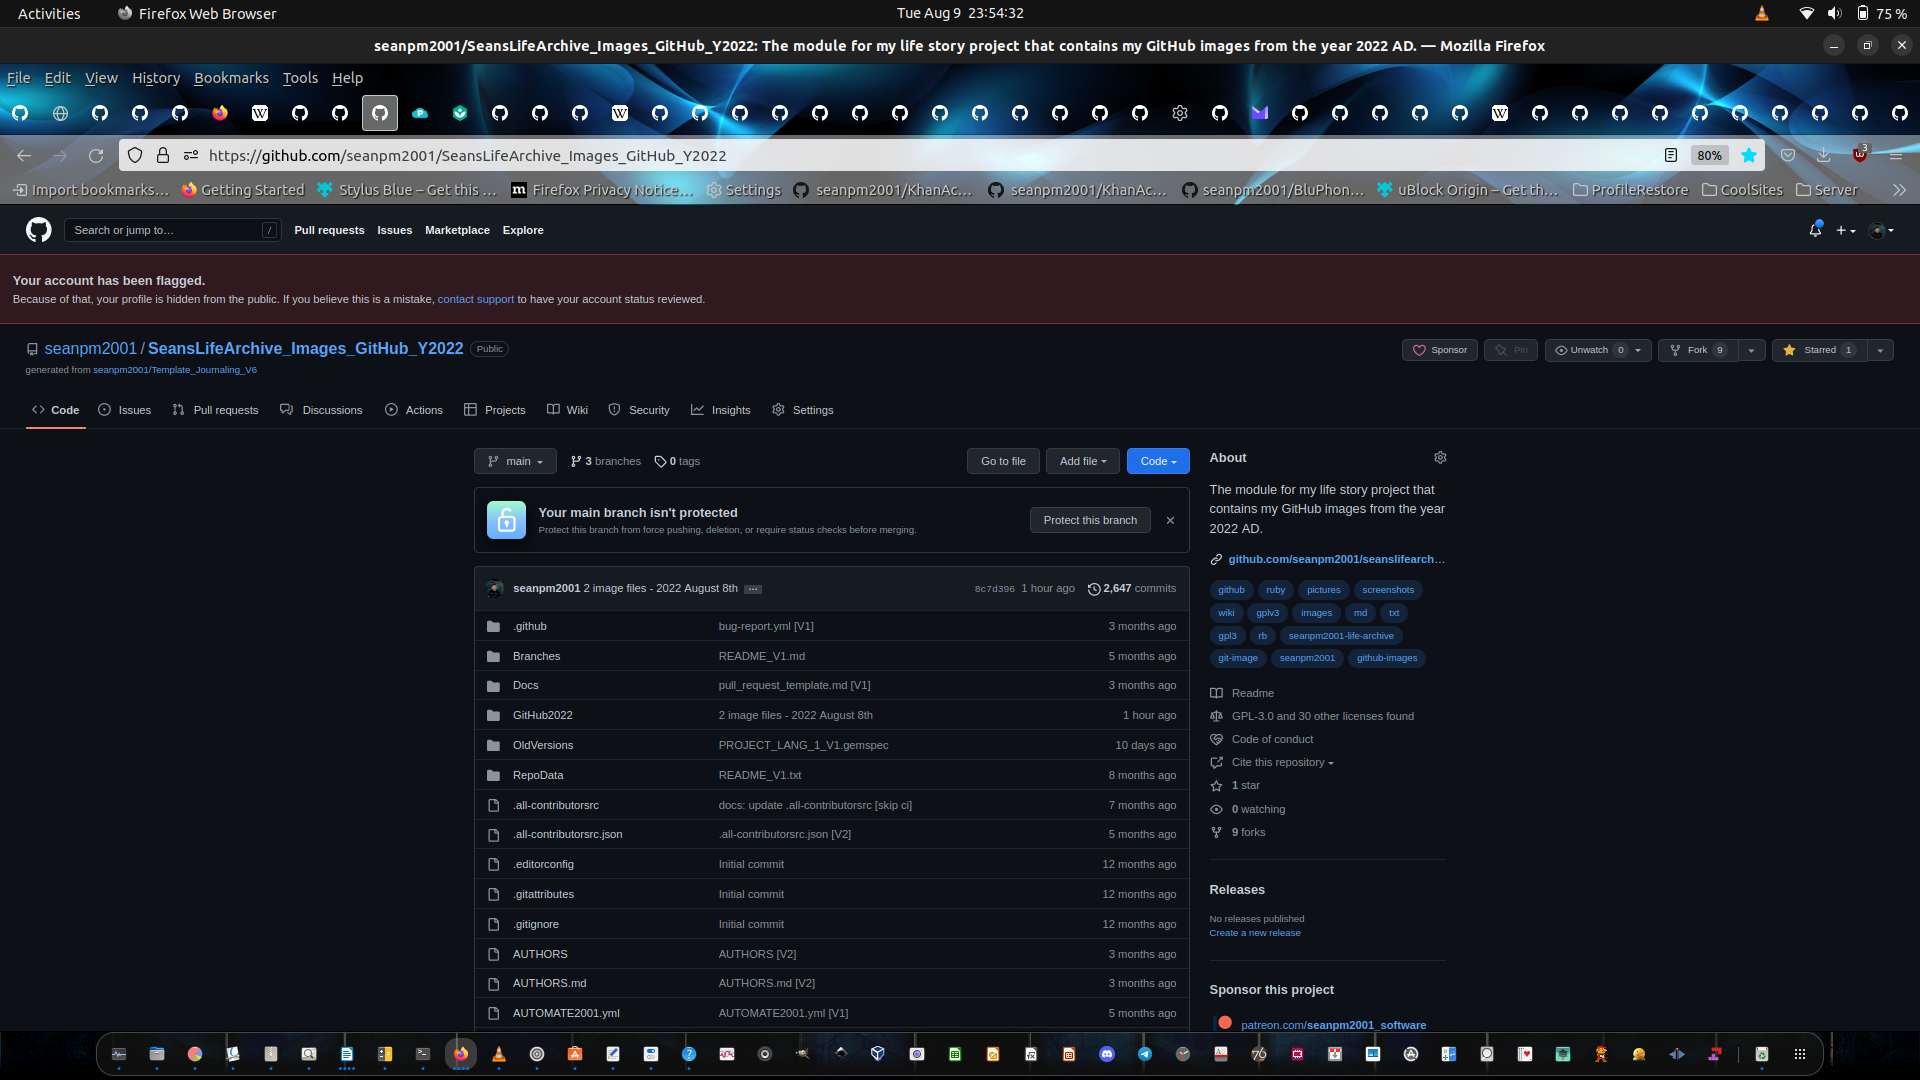 Activities Firefox Web Browser Tue Aug 9 23:54:32 75 %
seanpm2001/SeansLifeArchive_Images_GitHub_Y2022: The module for my life story project that contains my GitHub images from the year 2022 AD. — Mozilla Firefox
File Edit View History Bookmarks Tools Help
https://github.com/seanpm2001/SeansLifeArchive_Images_GitHub_Y2022 80% 3
Import bookmarks… Getting Started Stylus Blue – Get this … Firefox Privacy Notice… Settings seanpm2001/KhanAc… seanpm2001/KhanAc… seanpm2001/BluPhon… uBlock Origin – Get th… ProfileRestore CoolSites Server
Search or jump to… / Pull requests Issues Marketplace Explore
Your account has been flagged.
Because of that, your profile is hidden from the public. If you believe this is a mistake, contact support to have your account status reviewed.
seanpm2001 / SeansLifeArchive_Images_GitHub_Y2022 Public Sponsor Pin Unwatch 0 Fork 9 Starred 1
generated from seanpm2001/Template_Journaling_V6
Code Issues Pull requests Discussions Actions Projects Wiki Security Insights Settings
main 3 branches 0 tags Go to file Add file Code
Your main branch isn't protected
Protect this branch from force pushing, deletion, or require status checks before merging.
Protect this branch
seanpm2001 2 image files - 2022 August 8th ... 8c7d396 1 hour ago 2,647 commits
.github bug-report.yml [V1] 3 months ago
Branches README_V1.md 5 months ago
Docs pull_request_template.md [V1] 3 months ago
GitHub2022 2 image files - 2022 August 8th 1 hour ago
OldVersions PROJECT_LANG_1_V1.gemspec 10 days ago
RepoData README_V1.txt 8 months ago
.all-contributorsrc docs: update .all-contributorsrc [skip ci] 7 months ago
.all-contributorsrc.json .all-contributorsrc.json [V2] 5 months ago
.editorconfig Initial commit 12 months ago
.gitattributes Initial commit 12 months ago
.gitignore Initial commit 12 months ago
AUTHORS AUTHORS [V2] 3 months ago
AUTHORS.md AUTHORS.md [V2] 3 months ago
AUTOMATE2001.yml AUTOMATE2001.yml [V1] 5 months ago
About
The module for my life story project that
contains my GitHub images from the year
2022 AD.
github.com/seanpm2001/seanslifearch…
github ruby pictures screenshots
wiki gplv3 images md txt
gpl3 rb seanpm2001-life-archive
git-image seanpm2001 github-images
Readme
GPL-3.0 and 30 other licenses found
Code of conduct
Cite this repository
1 star
0 watching
9 forks
Releases
No releases published
Create a new release
Sponsor this project
patreon.com/seanpm2001_software